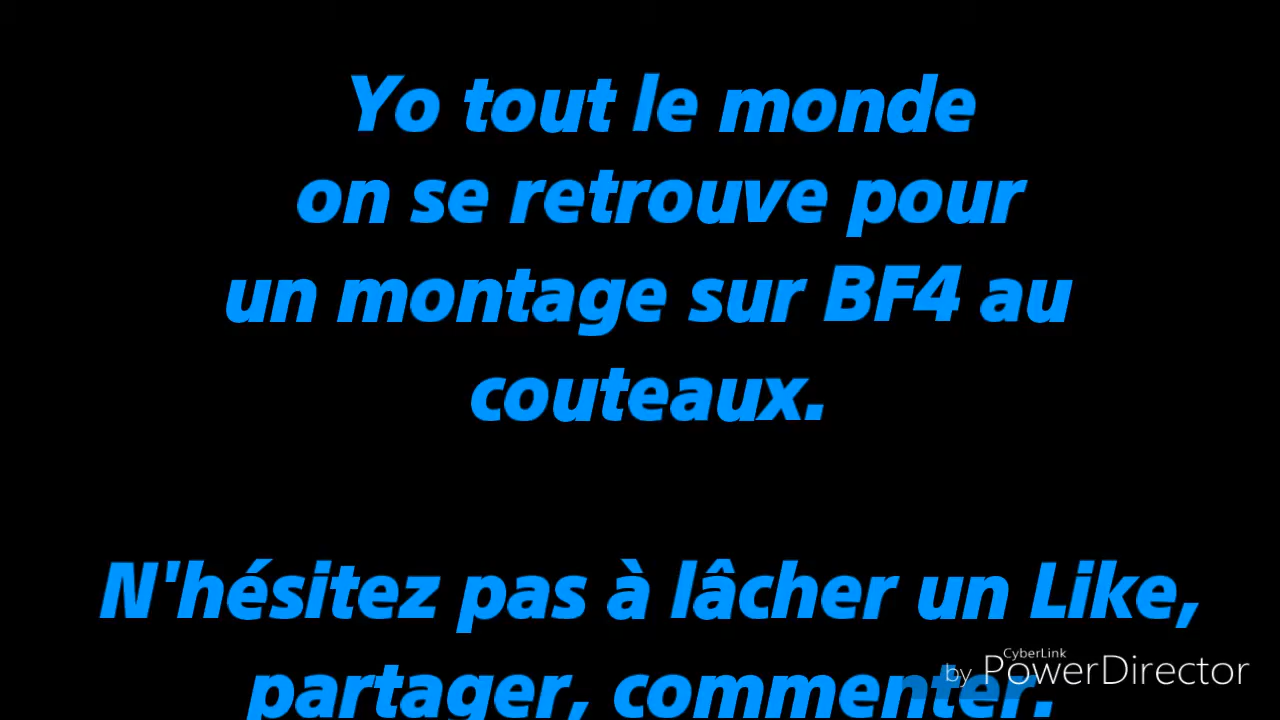 Yo tout le monde
on se retrouve pour
un montage sur BF4 au
couteaux.
N'hésitez pas à lâcher un Like,
partager, commenter.
CyberLink
by PowerDirector